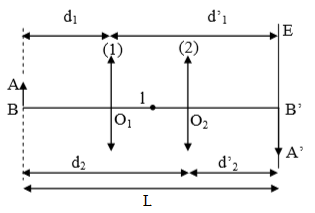 d1 d'1
(1) (2) E
A
B 1 B'
O1 O2
A'
d2 d'2
L